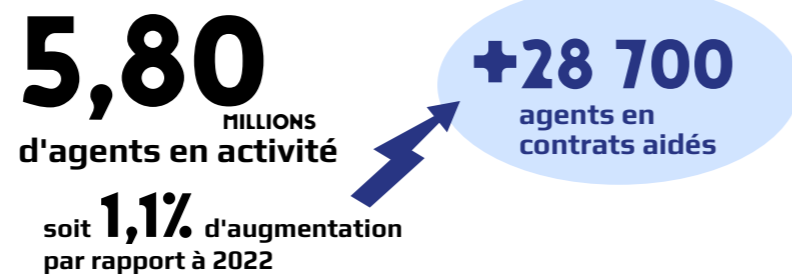 5,80
MILLIONS
d'agents en activité
soit 1,1% d'augmentation
par rapport à 2022
+28 700
agents en
contrats aidés